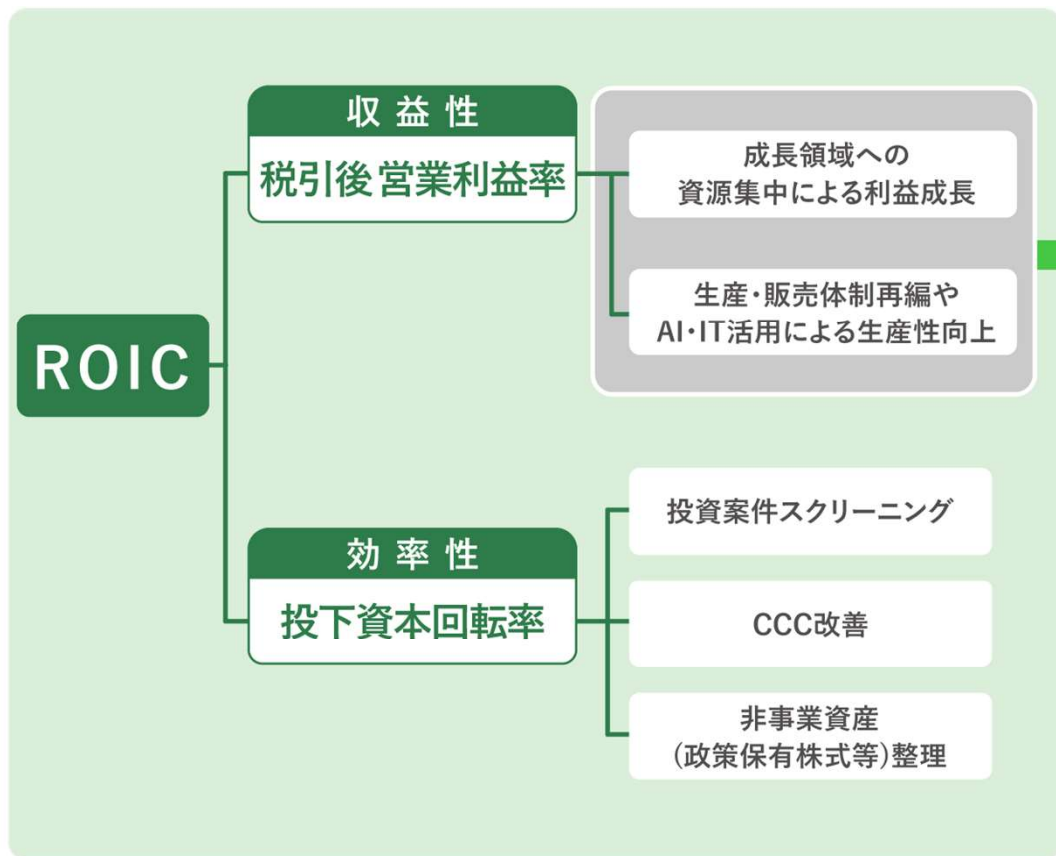 ROIC
収益性
税引後営業利益率
成長領域への
資源集中による利益成長
生産・販売体制再編や
AI・IT活用による生産性向上
効率性
投下資本回転率
投資案件スクリーニング
CCC改善
非事業資産
(政策保有株式等)整理